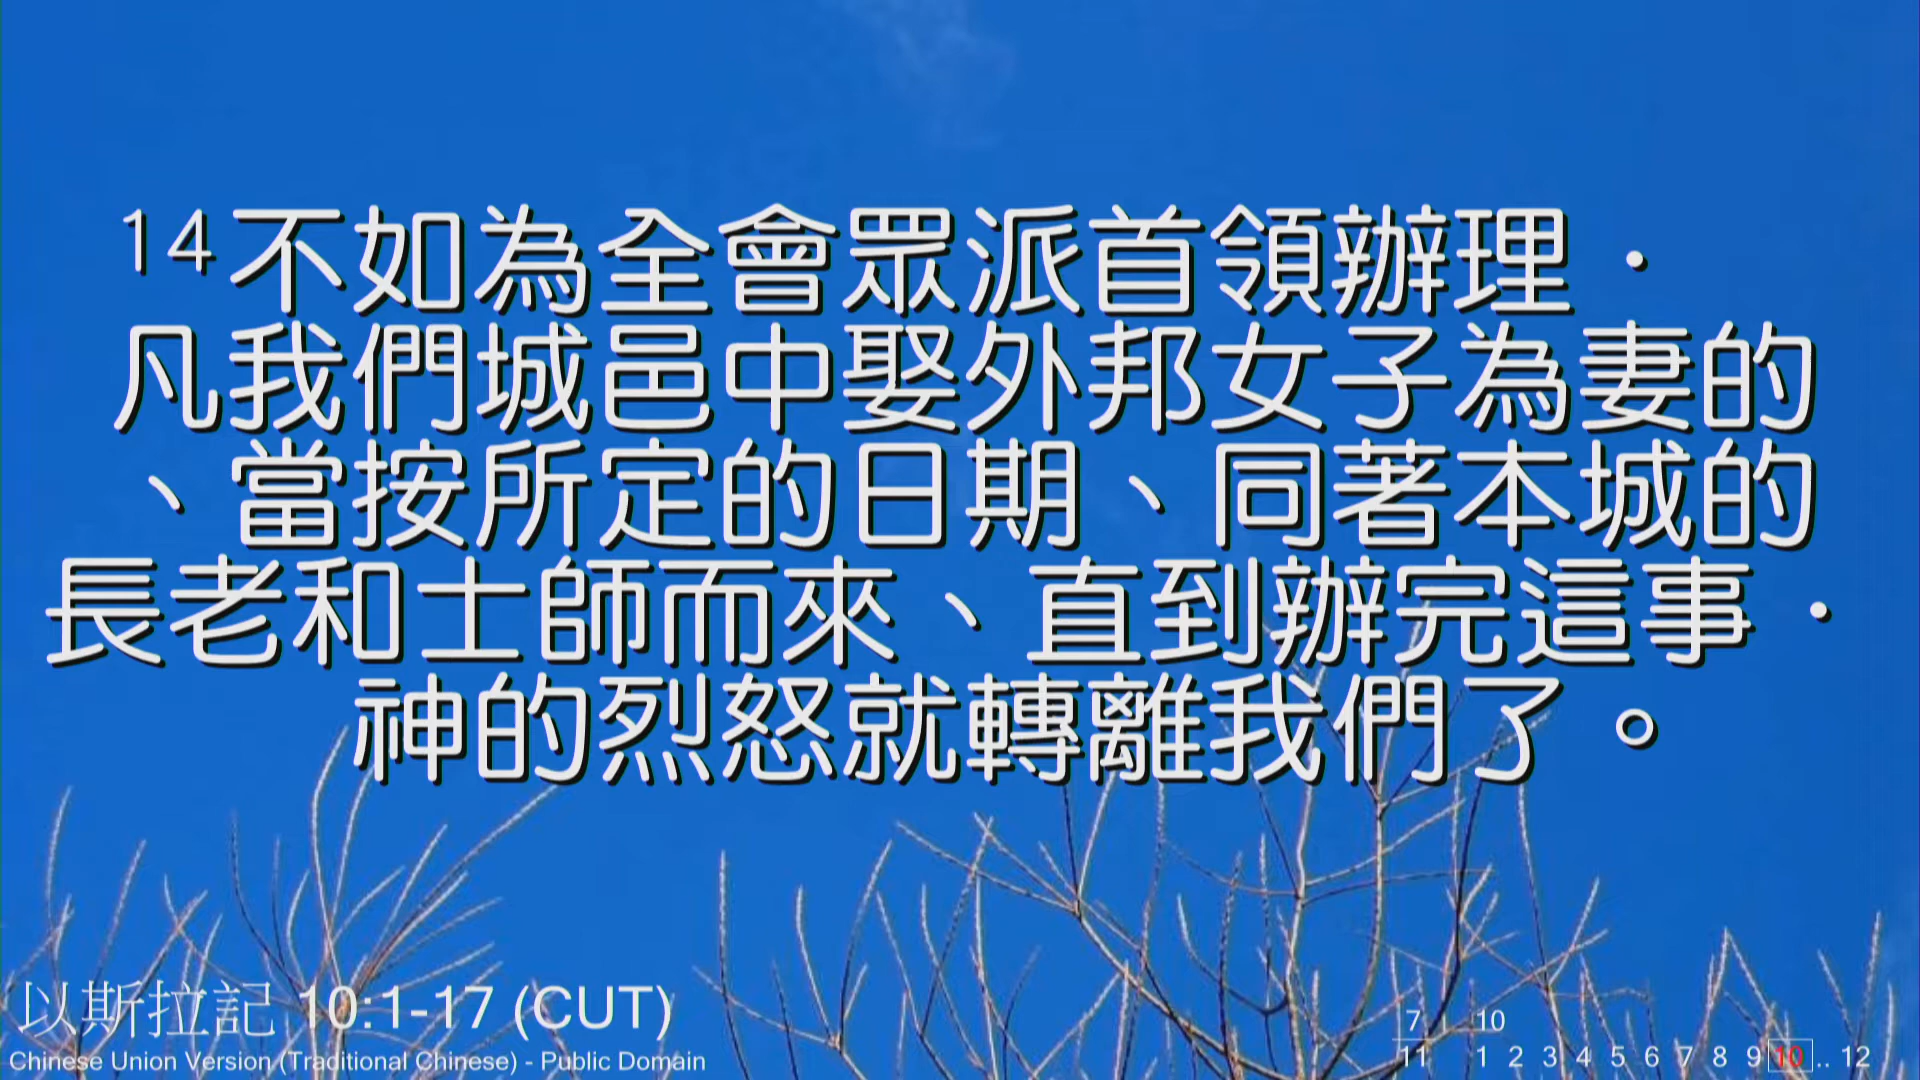 14不如為全會眾派首領辦理．
凡我們城邑中娶外邦女子為妻的
、當按所定的日期、同著本城的
長老和士師而來、直到辦完這事．
神的烈怒就轉離我們了。
以斯拉記 10:1-17 (CUT)
Chinese Union Version (Traditional Chinese) - Public Domain
7 10
11 1 2 3 4 5 6 7 8 9 10 .. 12